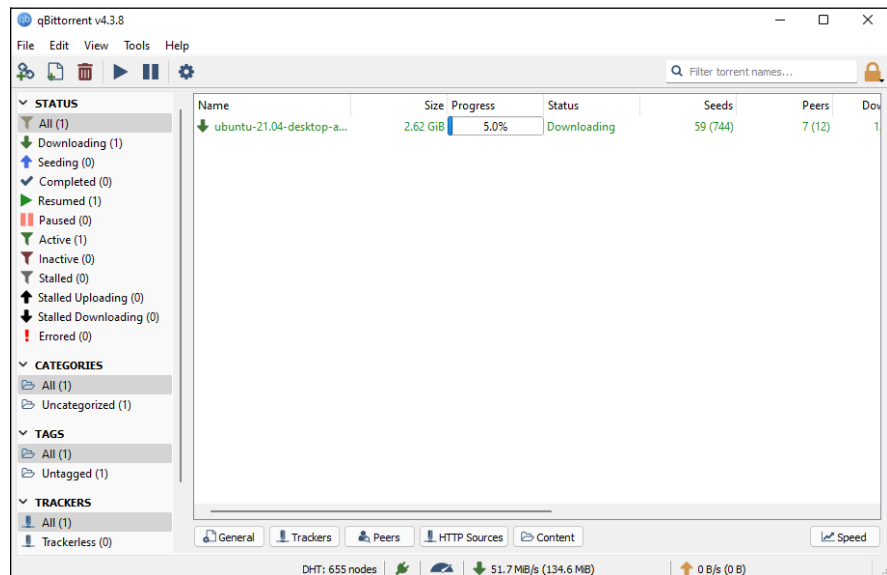 qBittorrent v4.3.8
File Edit View Tools Help
Filter torrent names...
STATUS
All (1)
Downloading (1)
Seeding (0)
Completed (0)
Resumed (1)
Paused (0)
Active (1)
Inactive (0)
Stalled (0)
Stalled Uploading (0)
Stalled Downloading (0)
Errored (0)
CATEGORIES
All (1)
Uncategorized (1)
TAGS
All (1)
Untagged (1)
TRACKERS
All (1)
Trackerless (0)
Name Size Progress Status Seeds Peers
ubuntu-21.04-desktop-a... 2.62 GiB 5.0% Downloading 59 (744) 7 (12)
General Trackers Peers HTTP Sources Content Speed
DHT: 655 nodes 51.7 MiB/s (134.6 MiB) 0 B/s (0 B)